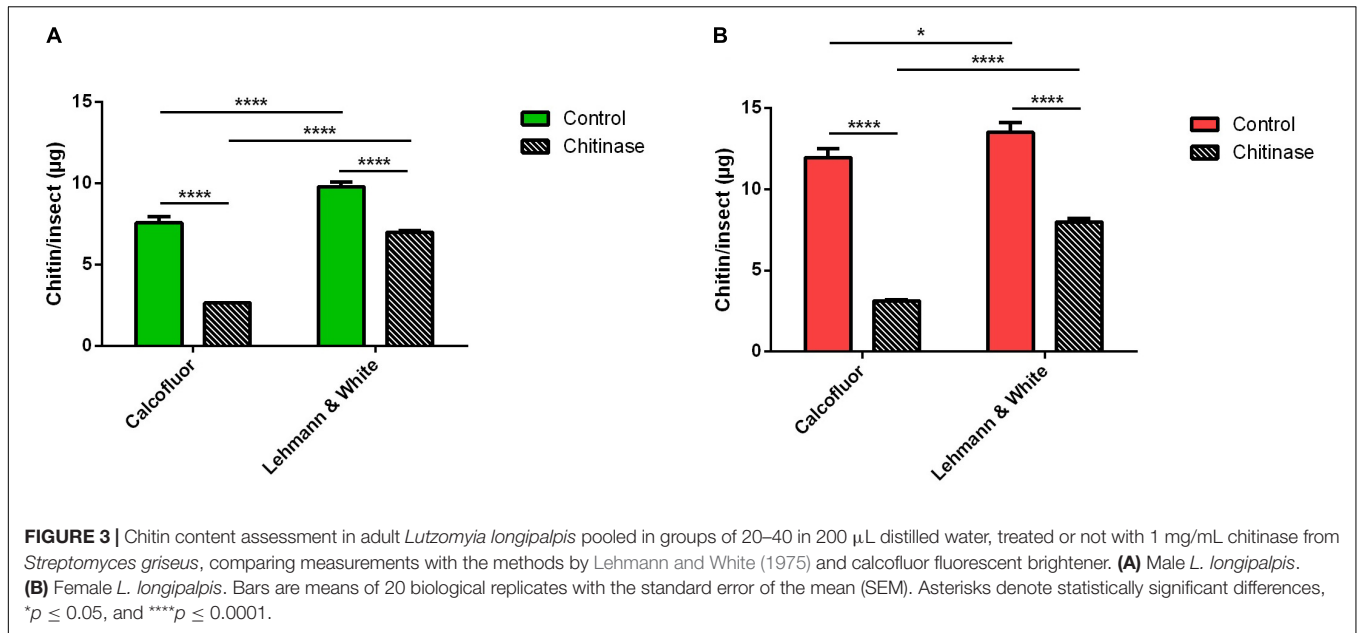 A
****
****
****
****
15
10
5
0
Chitin/insect (µg)
Calcofluor
Lehmann & White
Control
Chitinase
B
*
****
****
****
15
10
5
0
Chitin/insect (µg)
Calcofluor
Lehmann & White
Control
Chitinase
FIGURE 3 | Chitin content assessment in adult Lutzomyia longipalpis pooled in groups of 20–40 in 200 µL distilled water, treated or not with 1 mg/mL chitinase from
Streptomyces griseus, comparing measurements with the methods by Lehmann and White (1975) and calcofluor fluorescent brightener. (A) Male L. longipalpis.
(B) Female L. longipalpis. Bars are means of 20 biological replicates with the standard error of the mean (SEM). Asterisks denote statistically significant differences,
*p ≤ 0.05, and ****p ≤ 0.0001.